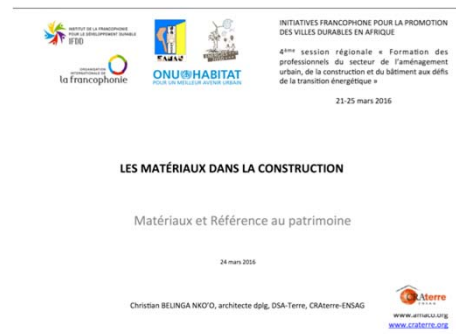 INSTITUT DE LA FRANCOPHONIE
POUR LE DÉVELOPPEMENT DURABLE
IFDD
ORGANISATION
INTERNATIONALE DE
la francophonie
EAMAU
ONU HABITAT
POUR UN MEILLEUR AVENIR URBAIN
INITIATIVES FRANCOPHONE POUR LA PROMOTION
DES VILLES DURABLES EN AFRIQUE
4ème session régionale « Formation des
professionnels du secteur de l'aménagement
urbain, de la construction et du bâtiment aux défis
de la transition énergétique »
21-25 mars 2016
LES MATÉRIAUX DANS LA CONSTRUCTION
Matériaux et Référence au patrimoine
24 mars 2016
Christian BELINGA NKO'O, architecte dplg, DSA-Terre, CRAterre-ENSAG
CRAterre
www.amaco.org
www.craterre.org